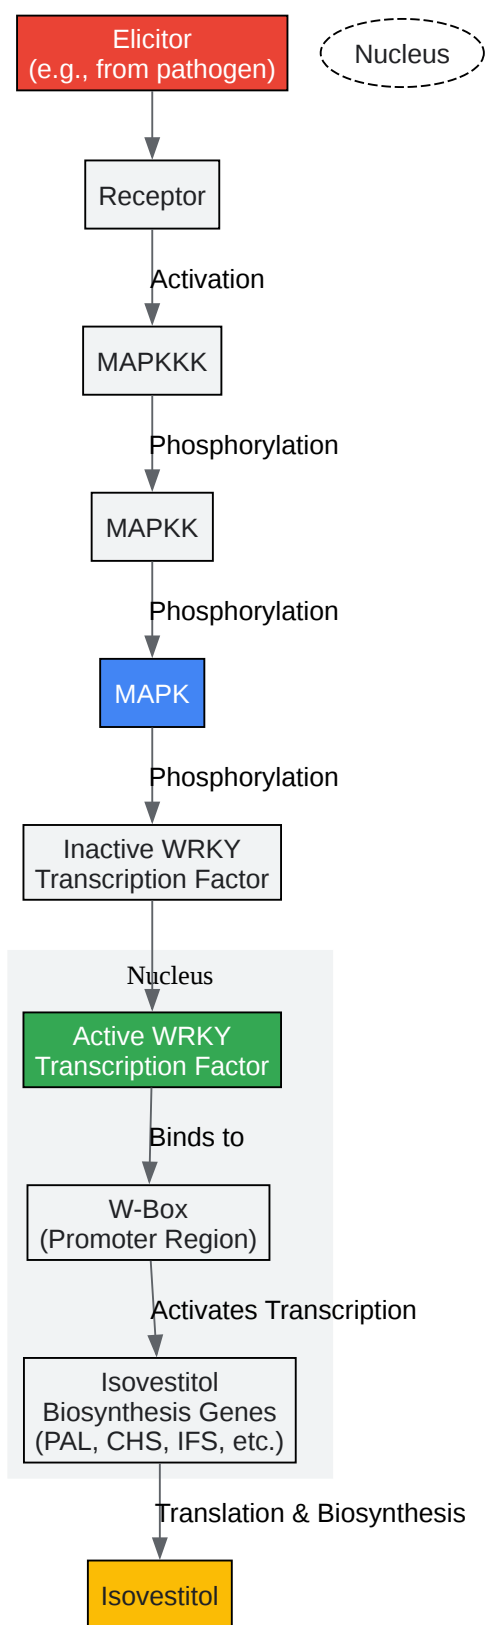 Elicitor
(e.g., from pathogen)
Nucleus
Receptor
Activation
MAPKKK
Phosphorylation
MAPKK
Phosphorylation
MAPK
Phosphorylation
Inactive WRKY
Transcription Factor
Nucleus
Active WRKY
Transcription Factor
Binds to
W-Box
(Promoter Region)
Activates Transcription
Isovestitol
Biosynthesis Genes
(PAL, CHS, IFS, etc.)
Translation & Biosynthesis
Isovestitol